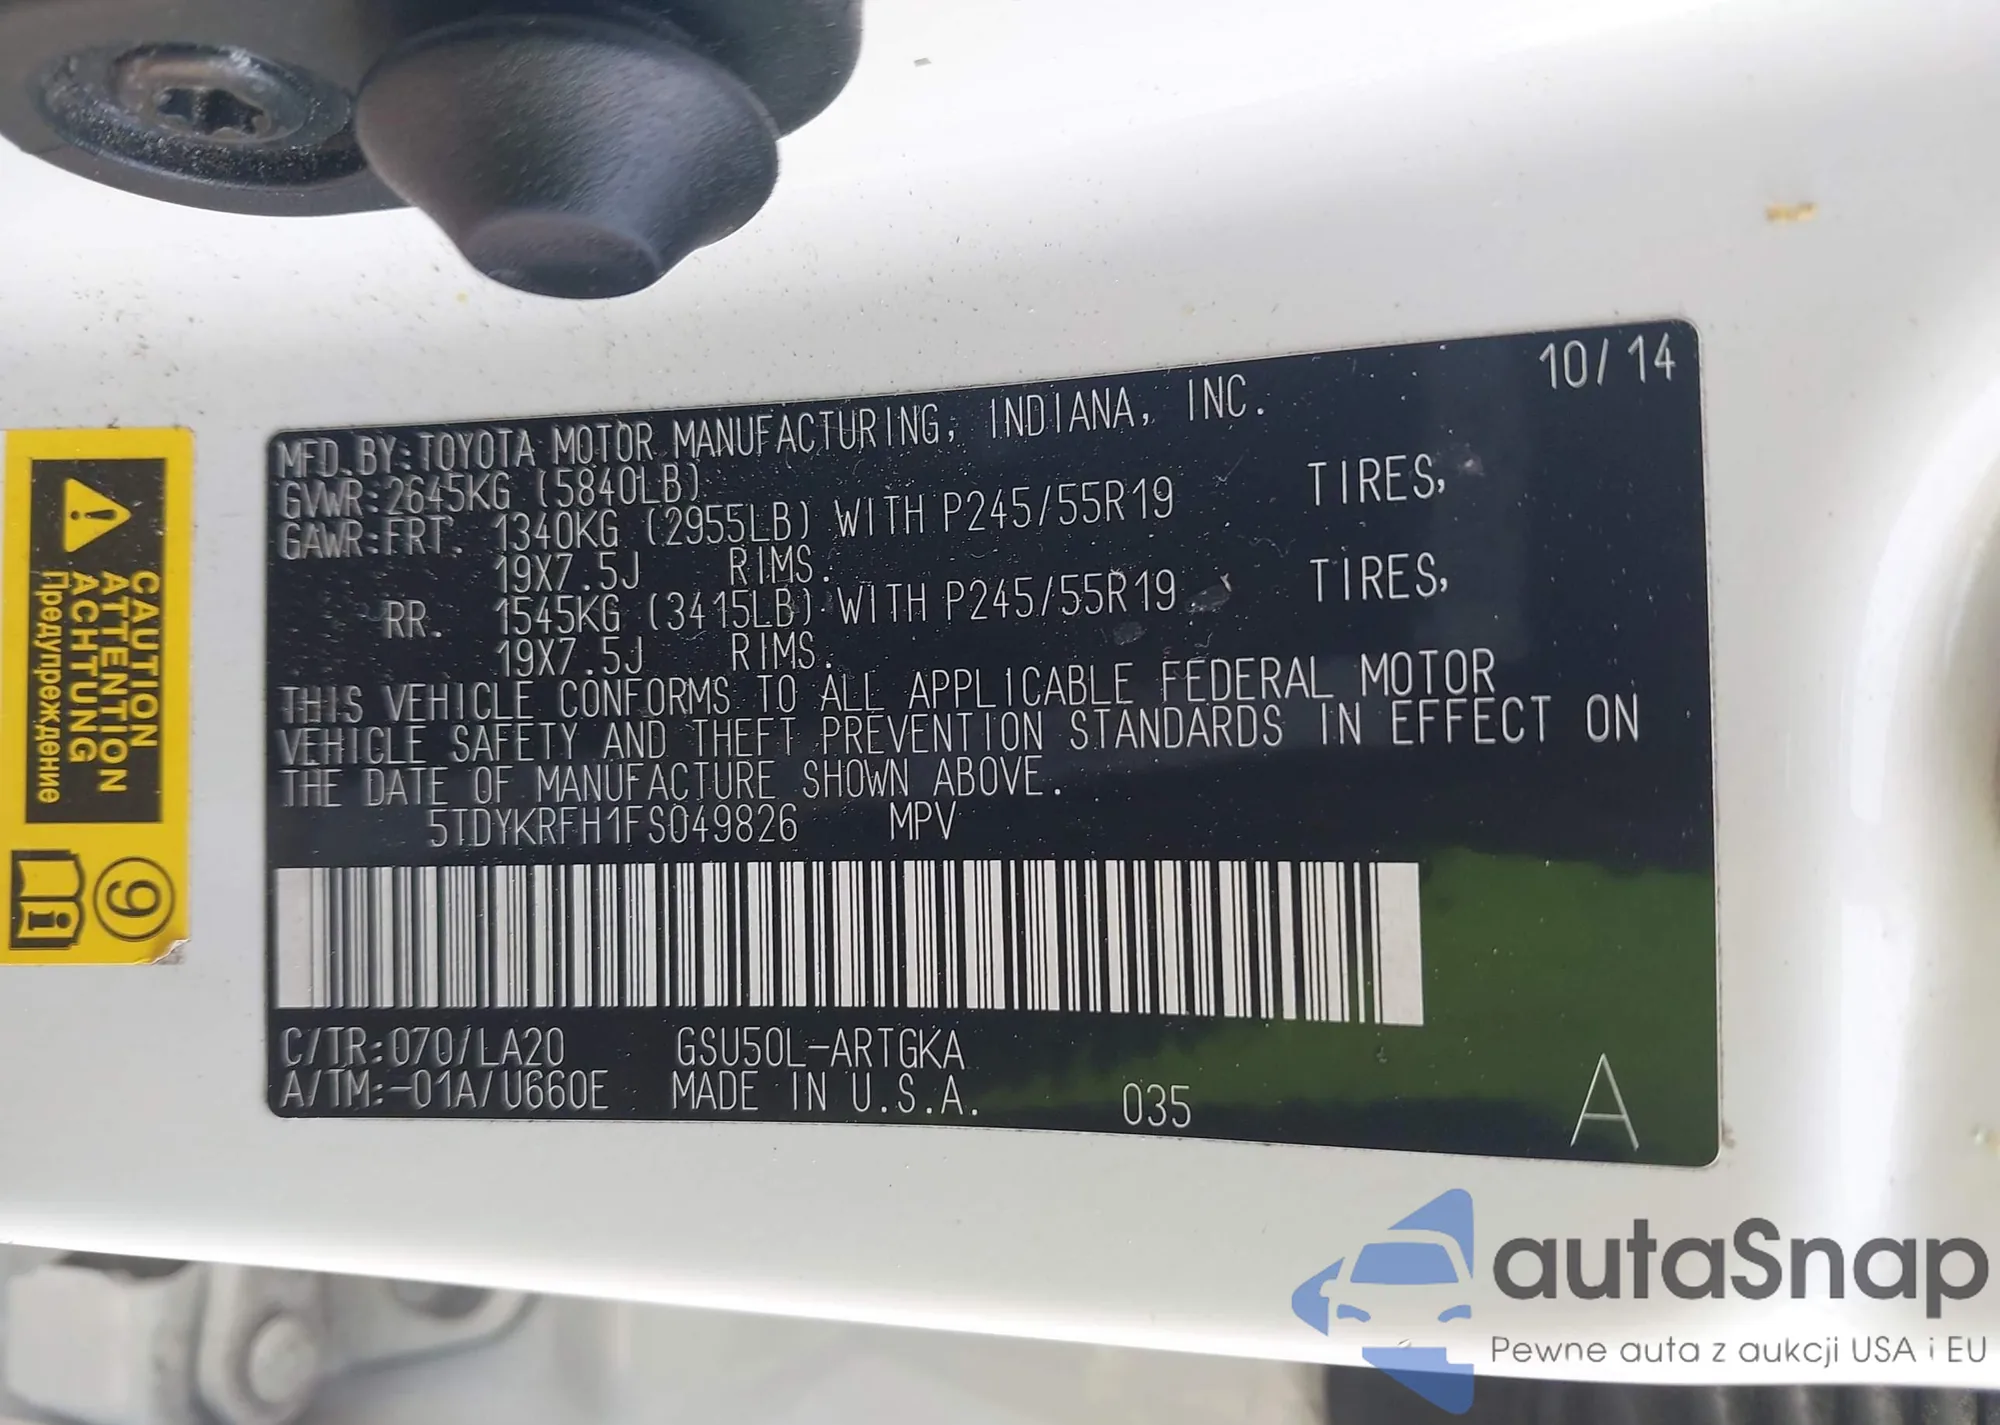 10/14
MFD.BY:TOYOTA MOTOR MANUFACTURING, INDIANA, INC.
GVWR:2645KG (5840LB)
GAWR:FRT. 1340KG (2955LB) WITH P245/55R19 TIRES,
19X7.5J RIMS.
RR. 1545KG (3415LB) WITH P245/55R19 TIRES,
19X7.5J RIMS.
THIS VEHICLE CONFORMS TO ALL APPLICABLE FEDERAL MOTOR
VEHICLE SAFETY AND THEFT PREVENTION STANDARDS IN EFFECT ON
THE DATE OF MANUFACTURE SHOWN ABOVE.
5TDYKRFH1FS049826 MPV
C/TR:070/LA20 GSU50L-ARTGKA
A/TM:-01A/U660E MADE IN U.S.A. 035 A
CAUTION
ATTENTION
ACHTUNG
Предупреждение
9
i
autaSnap
Pewne auta z aukcji USA i EU